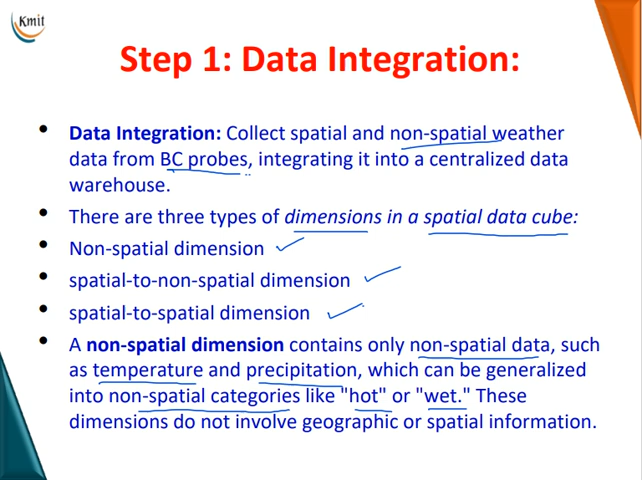 Kmit
Step 1: Data Integration:
• Data Integration: Collect spatial and non-spatial weather
data from BC probes, integrating it into a centralized data
warehouse.
• There are three types of dimensions in a spatial data cube:
• Non-spatial dimension
• spatial-to-non-spatial dimension
• spatial-to-spatial dimension
• A non-spatial dimension contains only non-spatial data, such
as temperature and precipitation, which can be generalized
into non-spatial categories like "hot" or "wet." These
dimensions do not involve geographic or spatial information.